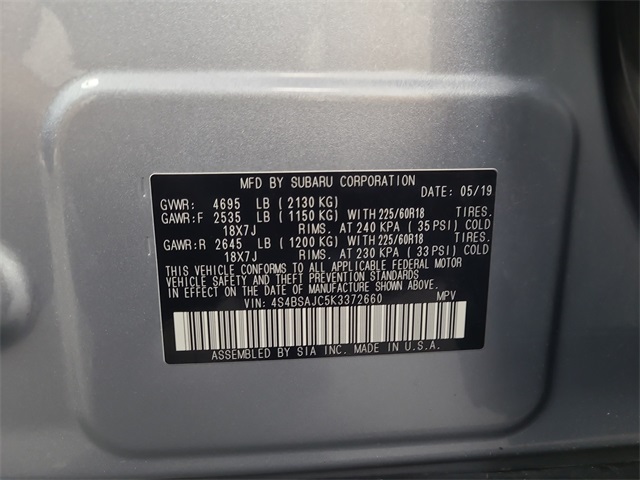 MFD BY SUBARU CORPORATION
DATE: 05/19
GVWR: 4695 LB ( 2130 KG)
GAWR:F 2535 LB ( 1150 KG) WITH 225/60R18 TIRES.
18X7J RIMS. AT 240 KPA ( 35 PSI) COLD
GAWR:R 2645 LB ( 1200 KG) WITH 225/60R18 TIRES.
18X7J RIMS. AT 230 KPA ( 33 PSI) COLD
THIS VEHICLE CONFORMS TO ALL APPLICABLE FEDERAL MOTOR
VEHICLE SAFETY AND THEFT PREVENTION STANDARDS
IN EFFECT ON THE DATE OF MANUFACTURE SHOWN ABOVE.
VIN: 4S4BSAJC5K3372660 MPV
ASSEMBLED BY SIA INC. MADE IN U.S.A.